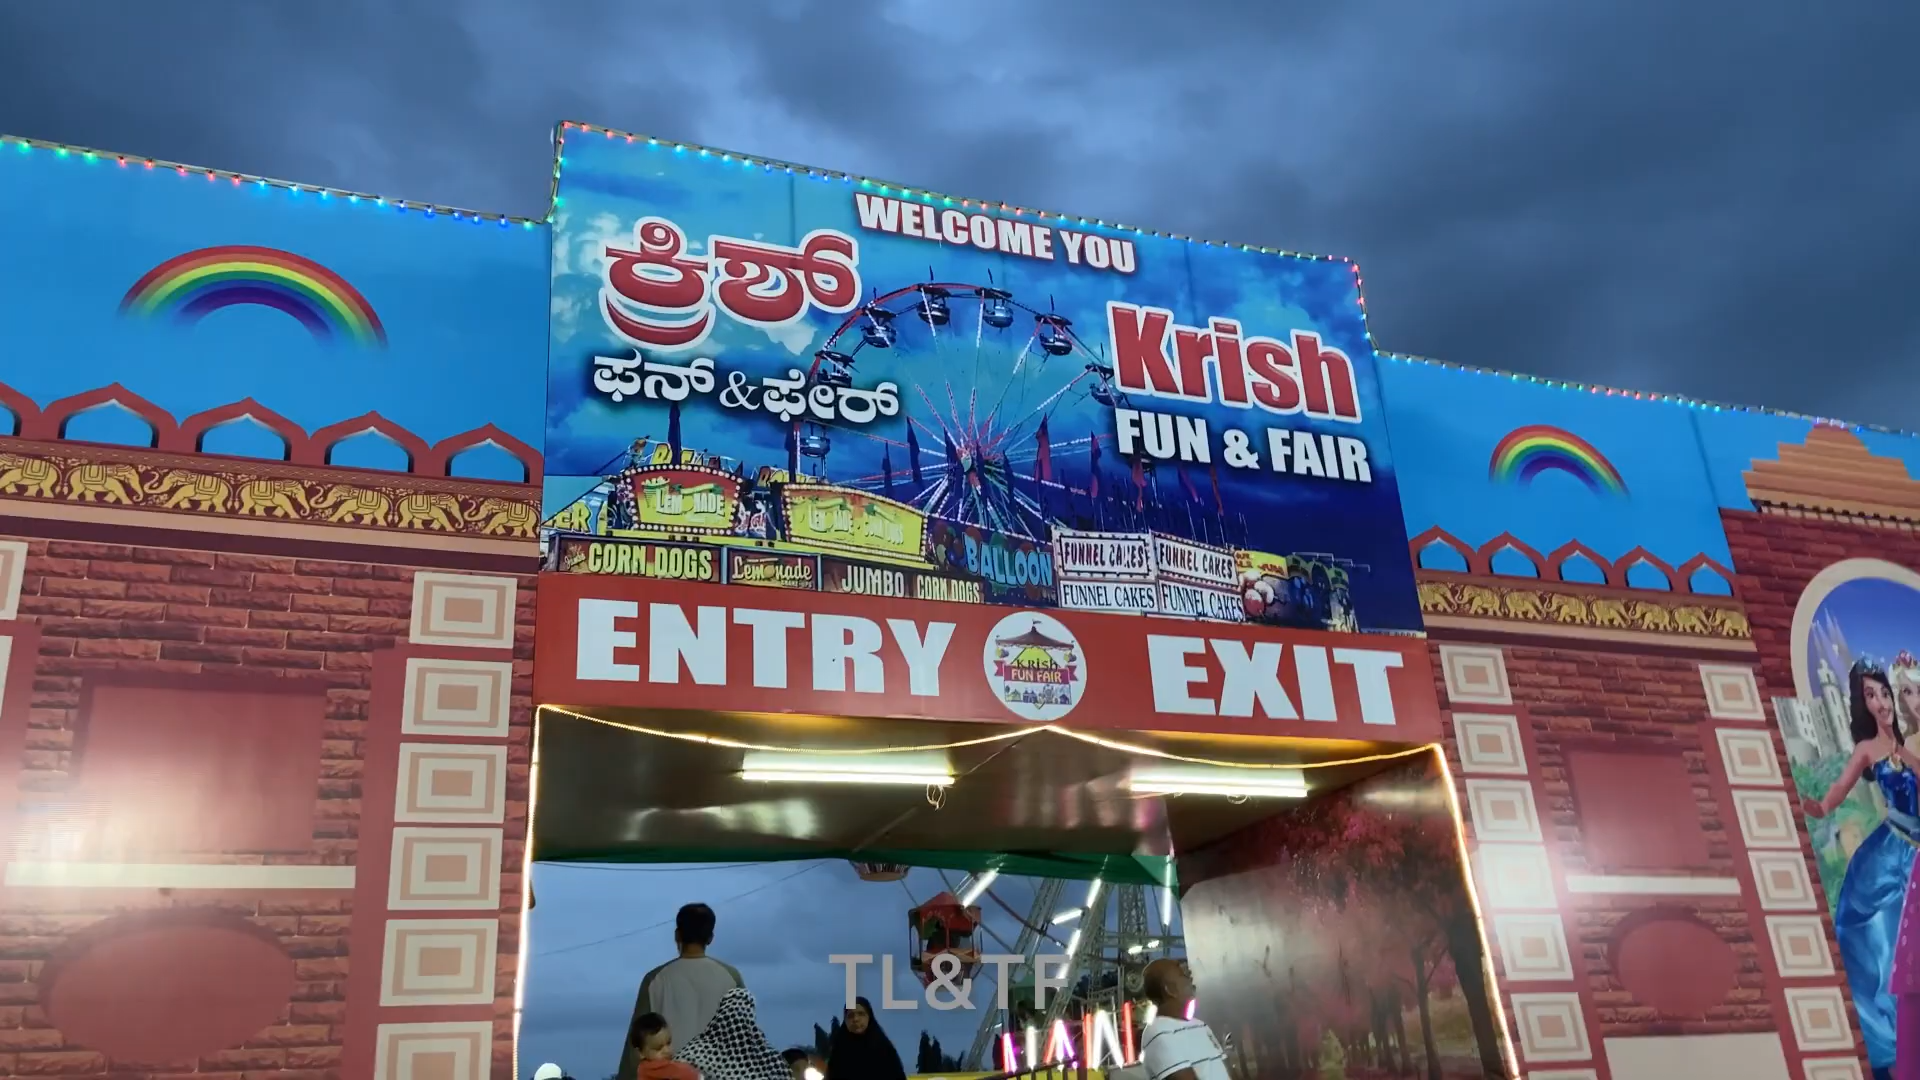 WELCOME YOU
ಕ್ರಿಶ್
ಫನ್ & ಫೇರ್
Krish
FUN & FAIR
LEMONADE
CORN DOGS
Lemonade
JUMBO CORN DOGS
BALLOON
FUNNEL CAKES
FUNNEL CAKES
FUNNEL CAKES
FUNNEL CAKES
ENTRY
KRISH
FUN FAIR
EXIT
TL&TF